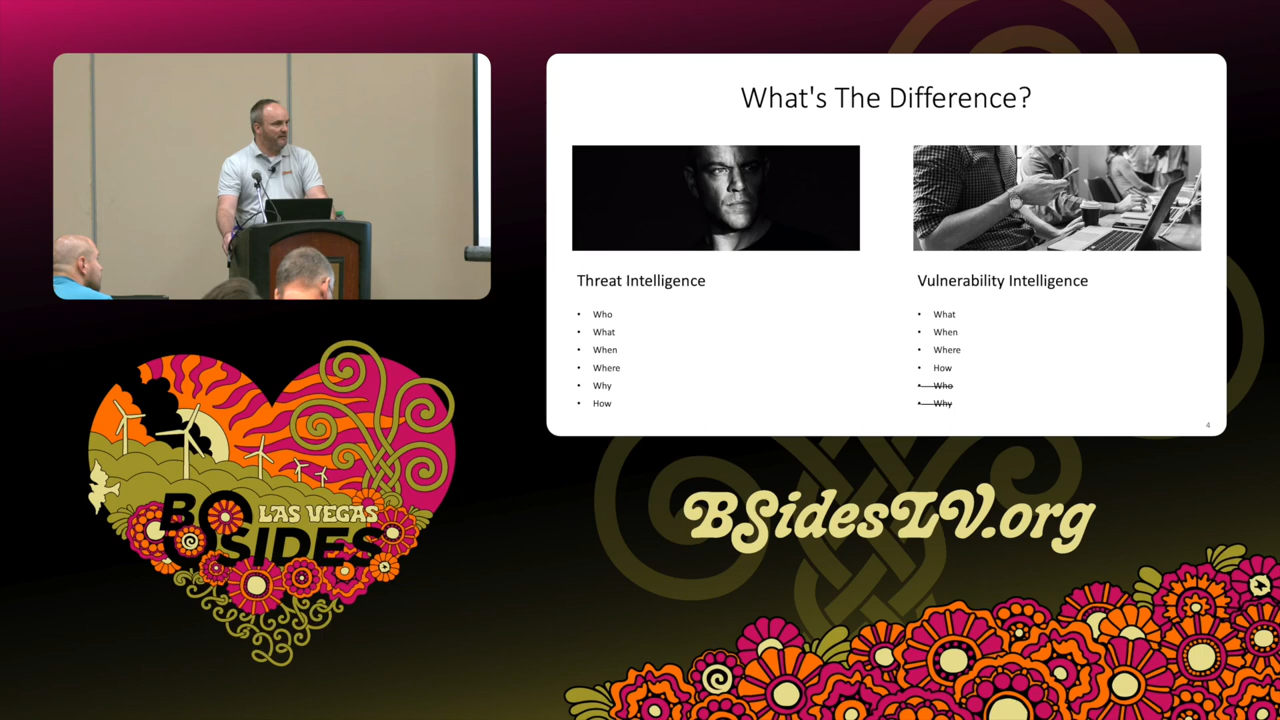 What's The Difference?
Threat Intelligence
• Who
• What
• When
• Where
• Why
• How
Vulnerability Intelligence
• What
• When
• Where
• How
• Who
• Why
4
BSIDES
LAS VEGAS
BSidesLV.org